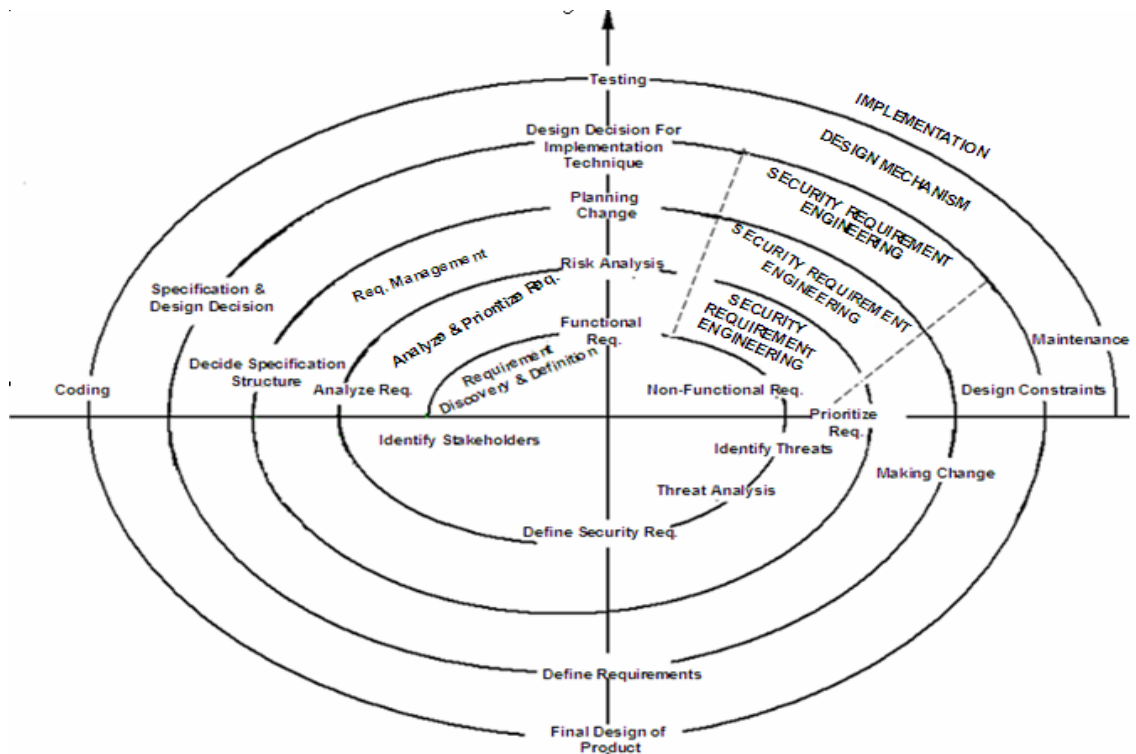 Testing
IMPLEMENTATION
Design Decision For
Implementation
Technique
DESIGN MECHANISM
SECURITY REQUIREMENT
ENGINEERING
Planning
Change
SECURITY REQUIREMENT
ENGINEERING
Req. Management
Risk Analysis
Specification &
Design Decision
Analyze & Prioritize Req.
SECURITY
REQUIREMENT
ENGINEERING
Functional
Req.
Maintenance
Decide Specification
Structure
Requirement
Discovery & Definition
Coding
Analyze Req.
Non-Functional Req.
Design Constraints
Prioritize
Req.
Identify Stakeholders
Identify Threats
Making Change
Threat Analysis
Define Security Req.
Define Requirements
Final Design of
Product